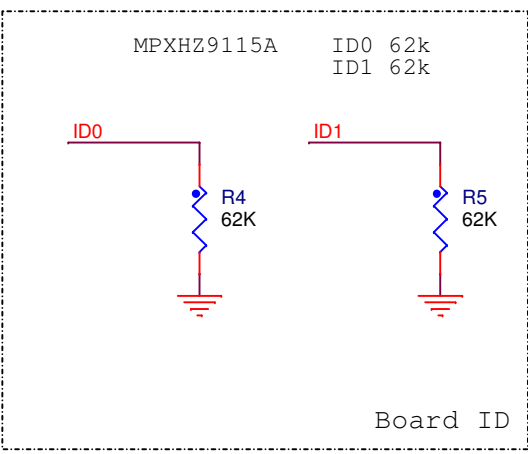 MPXHZ9115A ID0 62k
ID1 62k
ID0 ID1
R4 R5
62K 62K
Board ID